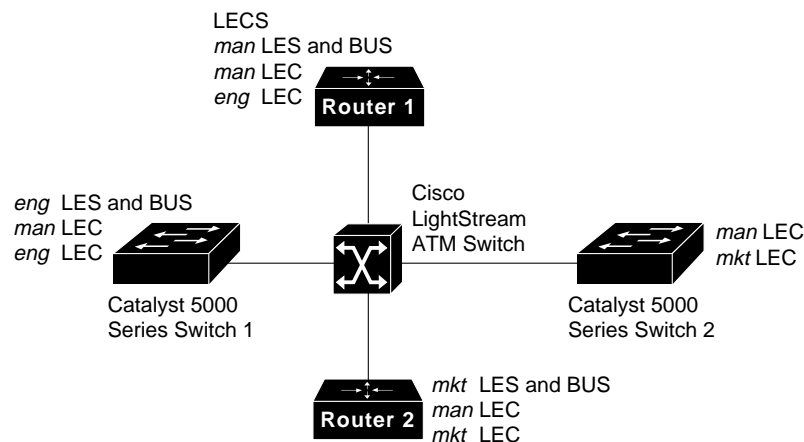 LECS
man LES and BUS
man LEC
eng LEC
Router 1
eng LES and BUS
man LEC
eng LEC
Catalyst 5000
Series Switch 1
Cisco
LightStream
ATM Switch
man LEC
mkt LEC
Catalyst 5000
Series Switch 2
Router 2
mkt LES and BUS
man LEC
mkt LEC